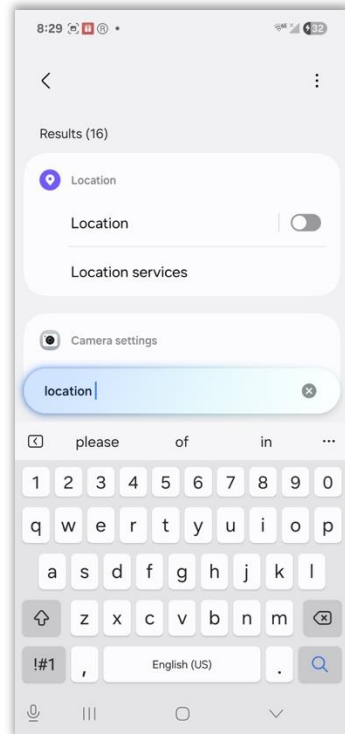 8:29
32
Results (16)
Location
Location
Location services
Camera settings
location
please of in
1 2 3 4 5 6 7 8 9 0
q w e r t y u i o p
a s d f g h j k l
z x c v b n m
!#1 , English (US) .